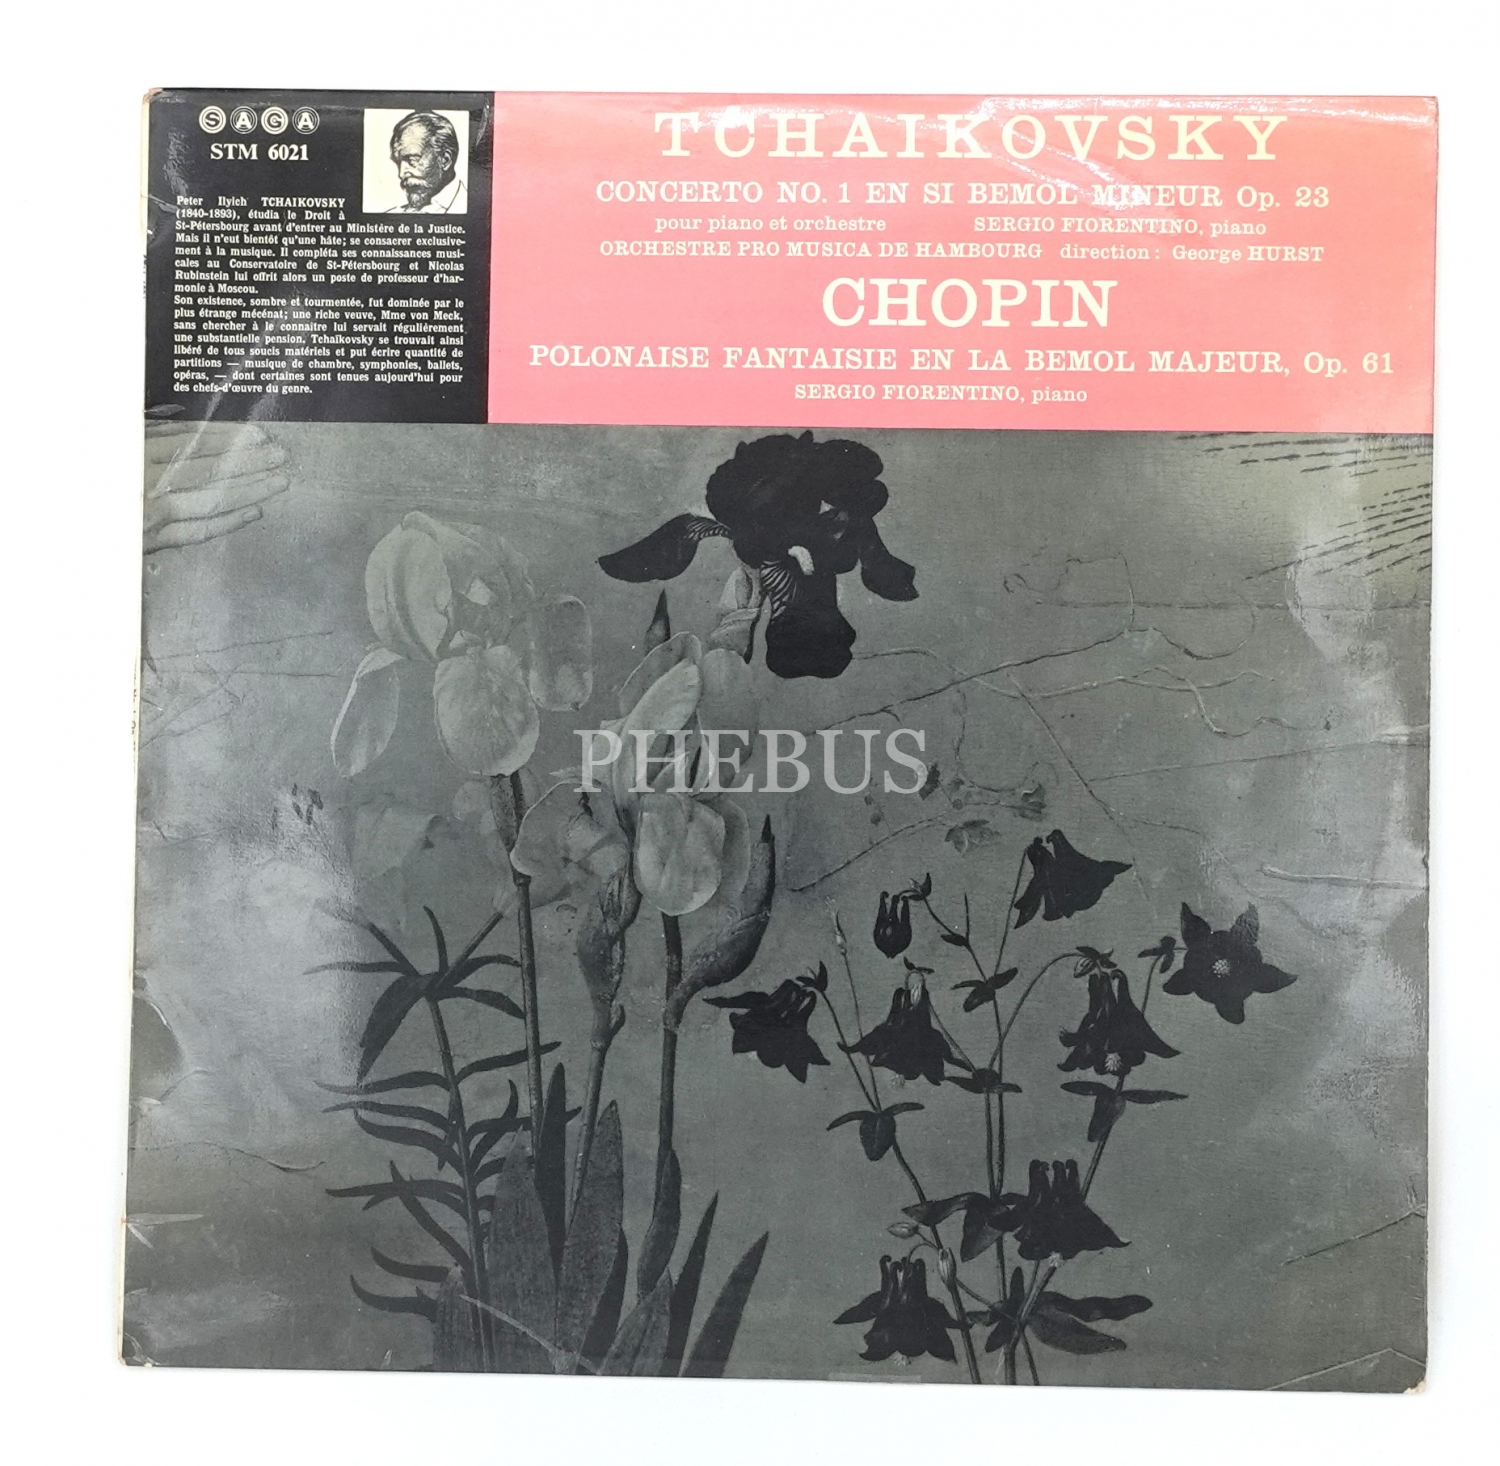 SAGA
STM 6021
Peter Ilyich TCHAIKOVSKY
(1840-1893), étudia le Droit à
St-Pétersbourg avant d'entrer au Ministère de la Justice.
Mais il n'eut bientôt qu'une hâte; se consacrer exclusive-
ment à la musique. Il compléta ses connaissances musi-
cales au Conservatoire de St-Pétersbourg et Nicolas
Rubinstein lui offrit alors un poste de professeur d'har-
monie à Moscou.
Son existence, sombre et tourmentée, fut dominée par le
plus étrange mécénat; une riche veuve, Mme von Meck,
sans chercher à le connaitre lui servait régulièrement
une substantielle pension. Tchaïkovsky se trouvait ainsi
libéré de tous soucis matériels et put écrire quantité de
partitions — musique de chambre, symphonies, ballets,
opéras, — dont certaines sont tenues aujourd'hui pour
des chefs-d'œuvre du genre.
TCHAIKOVSKY
CONCERTO NO. 1 EN SI BEMOL MINEUR Op. 23
pour piano et orchestre SERGIO FIORENTINO, piano
ORCHESTRE PRO MUSICA DE HAMBOURG direction: George HURST
CHOPIN
POLONAISE FANTAISIE EN LA BEMOL MAJEUR, Op. 61
SERGIO FIORENTINO, piano
PHEBUS